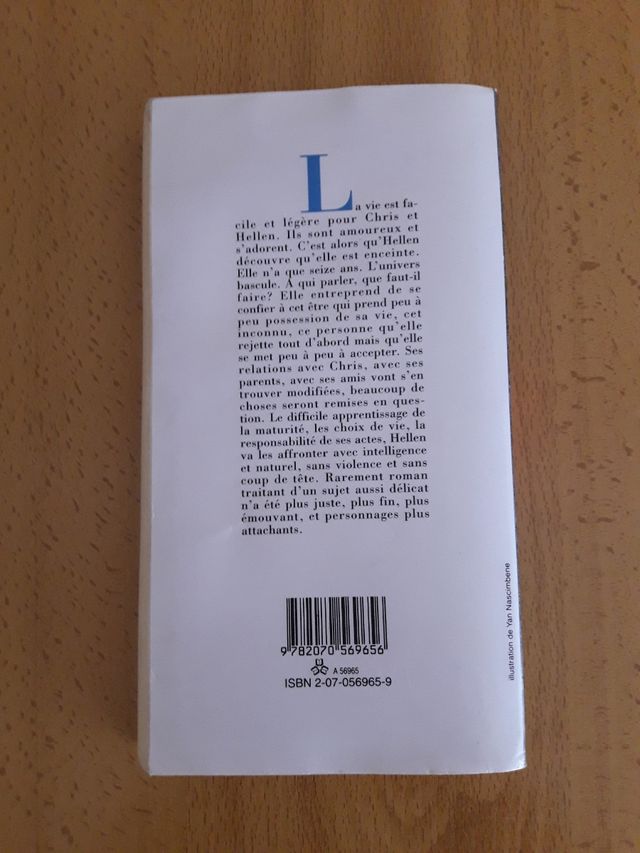 La vie est fa-
cile et légère pour Chris et
Hellen. Ils sont amoureux et
s'adorent. C'est alors qu'Hellen
découvre qu'elle est enceinte.
Elle n'a que seize ans. L'univers
bascule. À qui parler, que faut-il
faire? Elle entreprend de se
confier à cet être qui prend peu à
peu possession de sa vie, cet
inconnu, ce personne qu'elle
rejette tout d'abord mais qu'elle
se met peu à peu à accepter. Ses
relations avec Chris, avec ses
parents, avec ses amis vont s'en
trouver modifiées, beaucoup de
choses seront remises en ques-
tion. Le difficile apprentissage de
la maturité, les choix de vie, la
responsabilité de ses actes, Hellen
va les affronter avec intelligence
et naturel, sans violence et sans
coup de tête. Rarement roman
traitant d'un sujet aussi délicat
n'a été plus juste, plus fin, plus
émouvant, et personnages plus
attachants.
illustration de Yan Nascimbene
9 782070 569656
A 56965
ISBN 2-07-056965-9